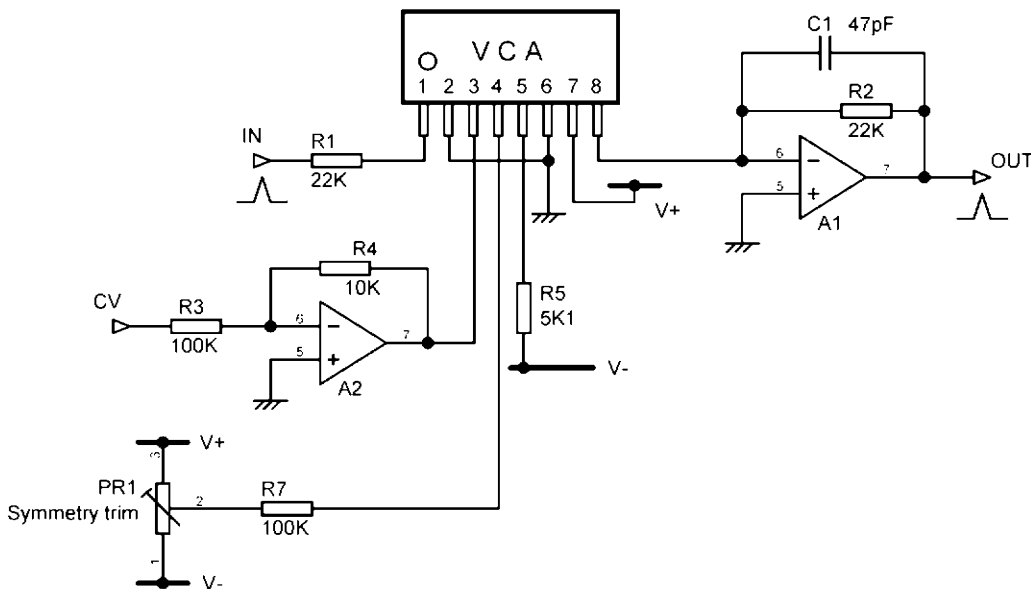 C1 47pF
VCA
1 2 3 4 5 6 7 8
R2
22K
IN
R1
22K
6
5
7
A1
OUT
V+
R4
10K
CV
R3
100K
6
5
7
A2
R5
5K1
V-
V+
3
PR1
Symmetry trim
2
R7
100K
1
V-